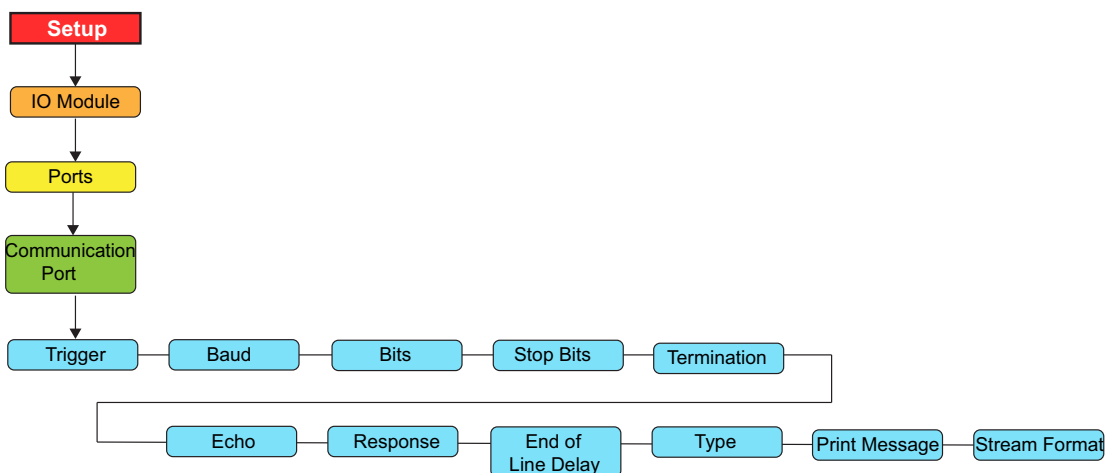 Setup
IO Module
Ports
Communication
Port
Trigger
Baud
Bits
Stop Bits
Termination
Echo
Response
End of
Line Delay
Type
Print Message
Stream Format